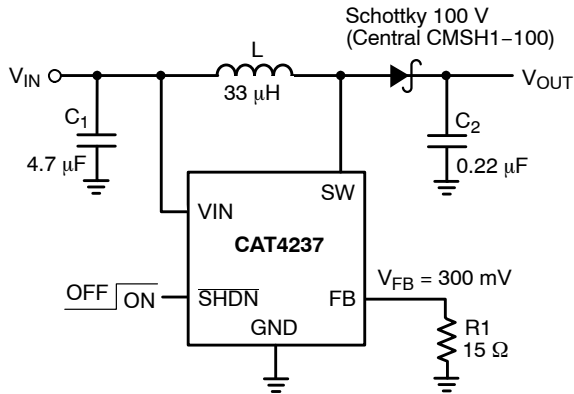 Schottky 100 V
(Central CMSH1–100)
L
33 μH
VIN
VOUT
C1
4.7 μF
C2
0.22 μF
SW
VIN
CAT4237
OFF ON
SHDN
FB
VFB = 300 mV
GND
R1
15 Ω